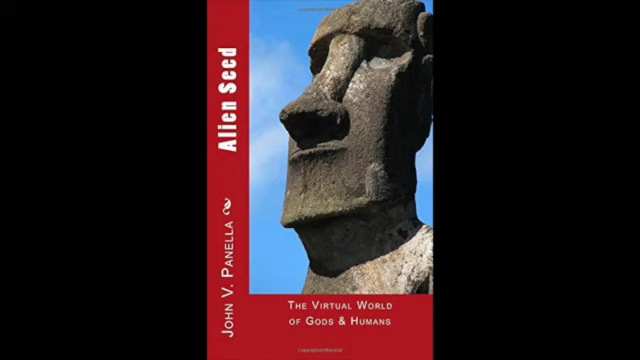 Alien Seed
John V. Panella
The Virtual World
of Gods & Humans